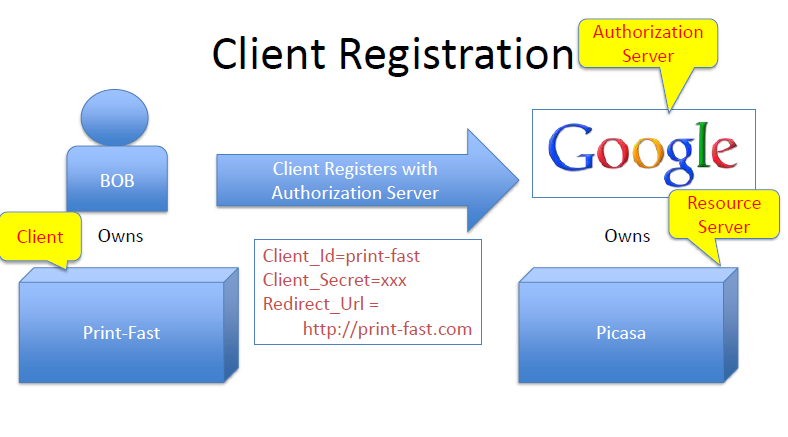 Client Registration
Authorization
Server
BOB
Client Registers with
Authorization Server
Google
Client
Owns
Resource
Server
Owns
Client_Id=print-fast
Client_Secret=xxx
Redirect_Url =
http://print-fast.com
Print-Fast
Picasa